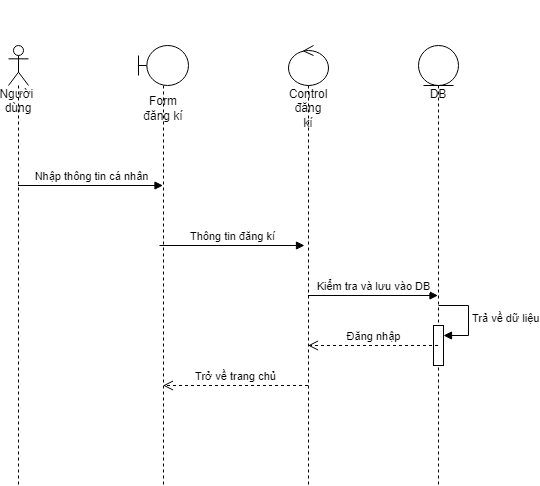 Người
dùng
Form
đăng kí
Control
đăng
kí
DB
Nhập thông tin cá nhân
Thông tin đăng kí
Kiểm tra và lưu vào DB
Trả về dữ liệu
Đăng nhập
Trở về trang chủ